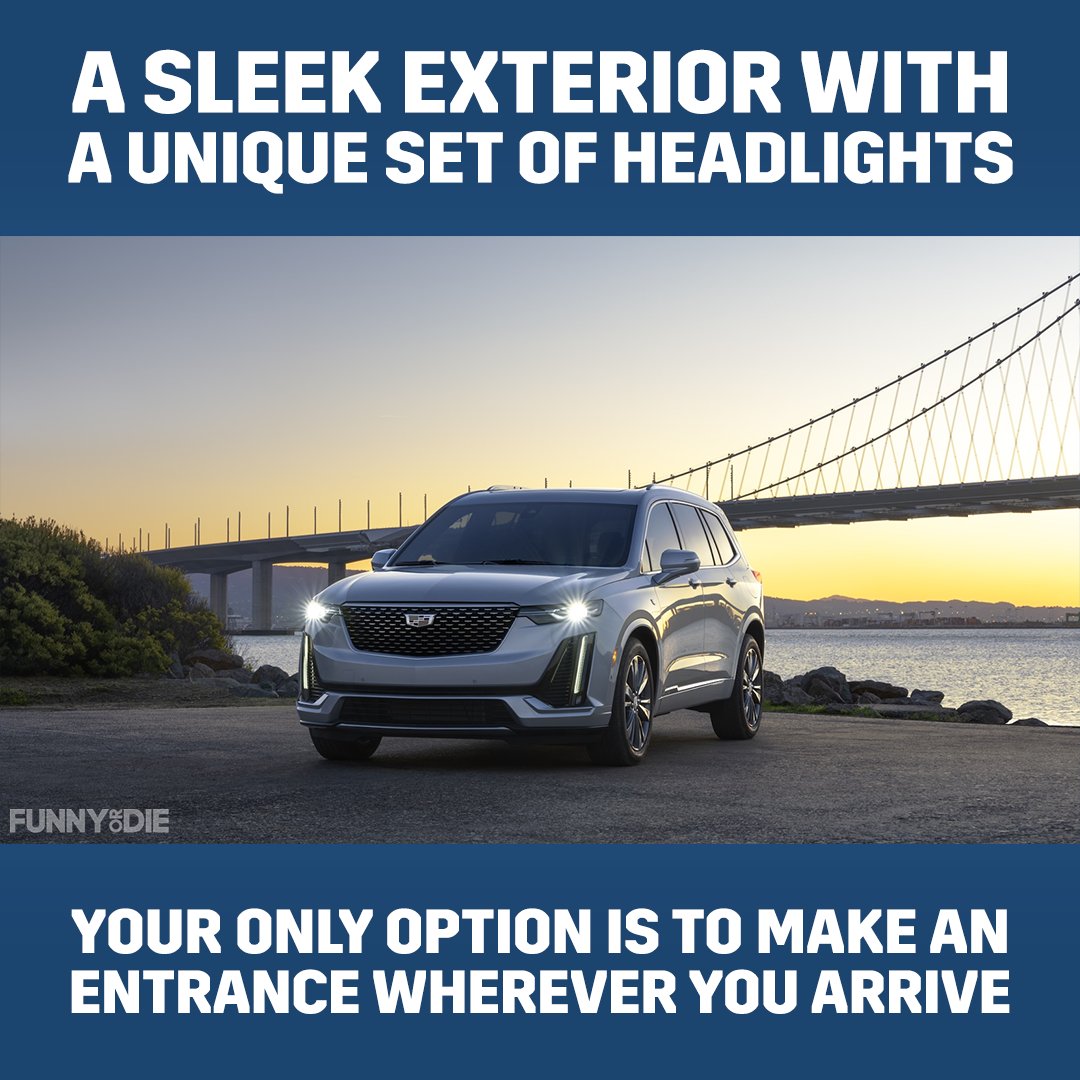 A SLEEK EXTERIOR WITH
A UNIQUE SET OF HEADLIGHTS
FUNNY OR DIE
YOUR ONLY OPTION IS TO MAKE AN
ENTRANCE WHEREVER YOU ARRIVE